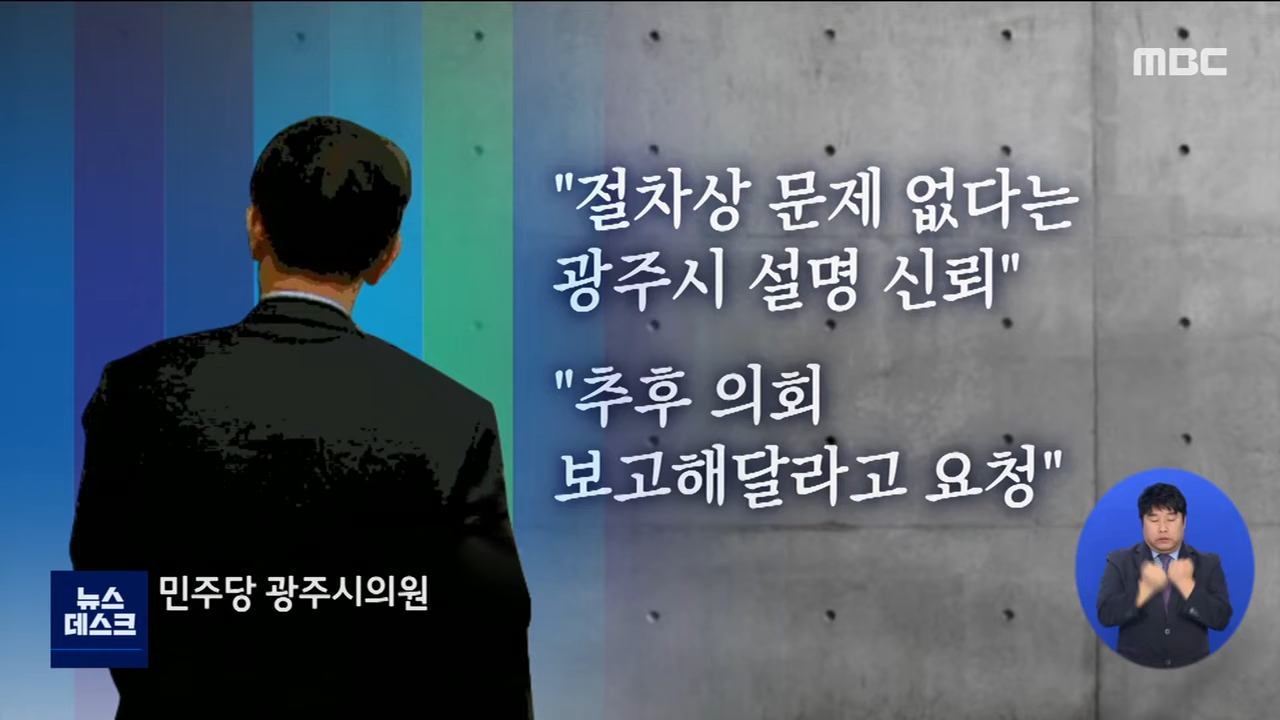 MBC
"절차상 문제 없다는
광주시 설명 신뢰"
"추후 의회
보고해달라고 요청"
민주당 광주시의원
뉴스
데스크